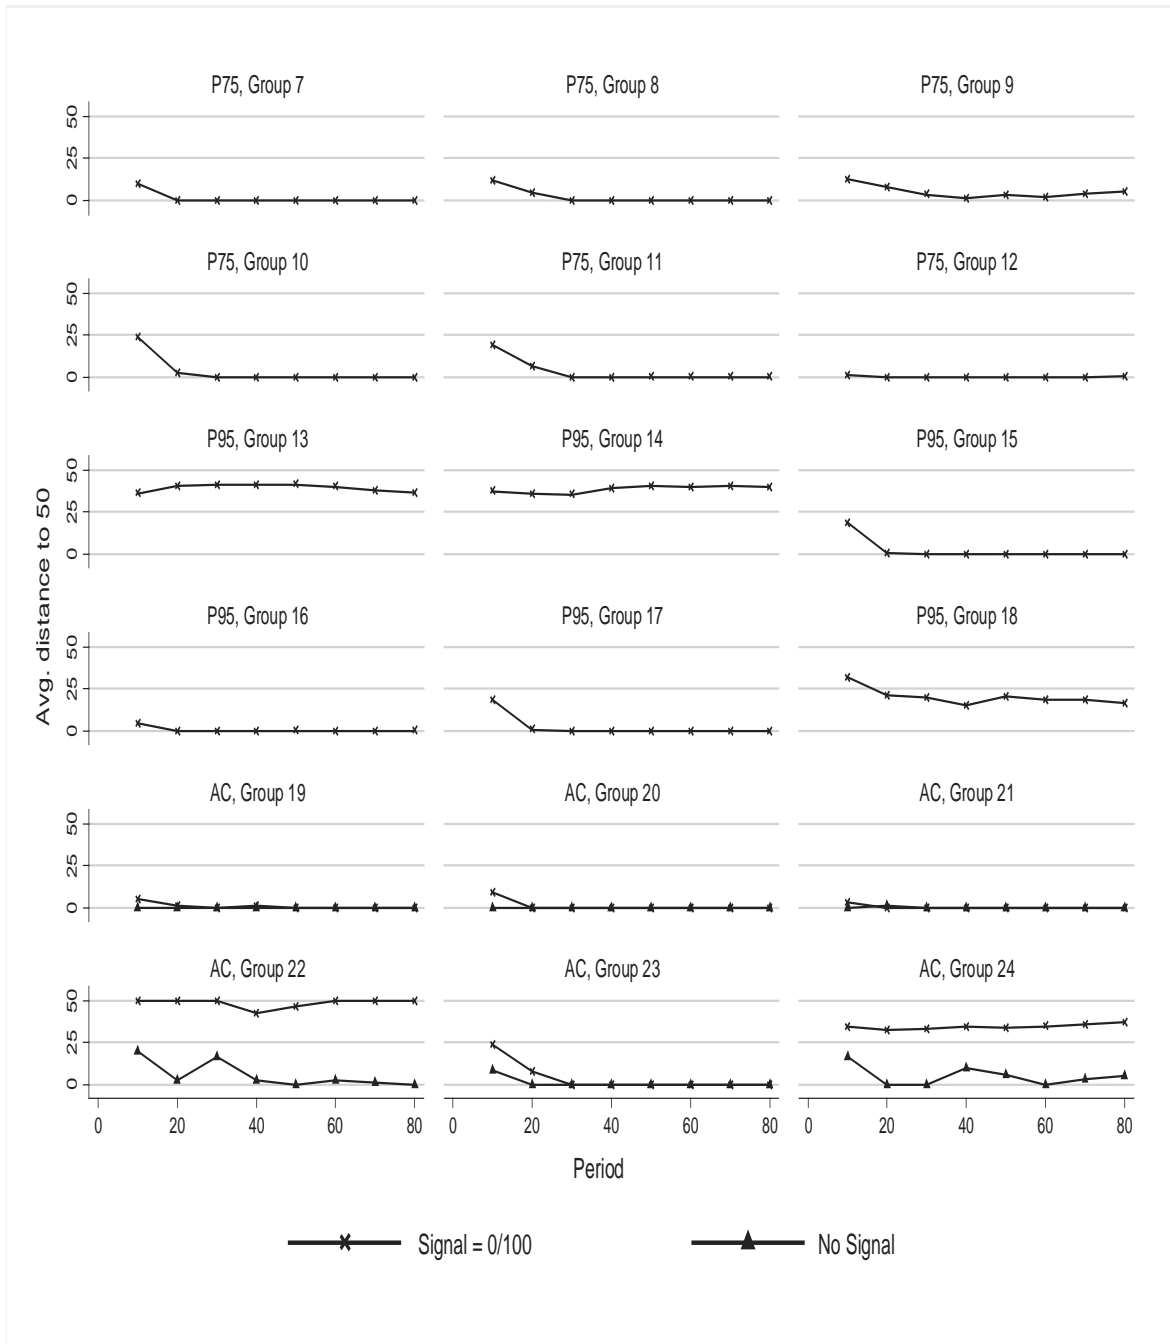 P75, Group 7 P75, Group 8 P75, Group 9
50
25
0
P75, Group 10 P75, Group 11 P75, Group 12
50
25
0
P95, Group 13 P95, Group 14 P95, Group 15
50
25
0
Avg. distance to 50
P95, Group 16 P95, Group 17 P95, Group 18
50
25
0
AC, Group 19 AC, Group 20 AC, Group 21
50
25
0
AC, Group 22 AC, Group 23 AC, Group 24
50
25
0
0 20 40 60 80 0 20 40 60 80 0 20 40 60 80
Period
Signal = 0/100 No Signal